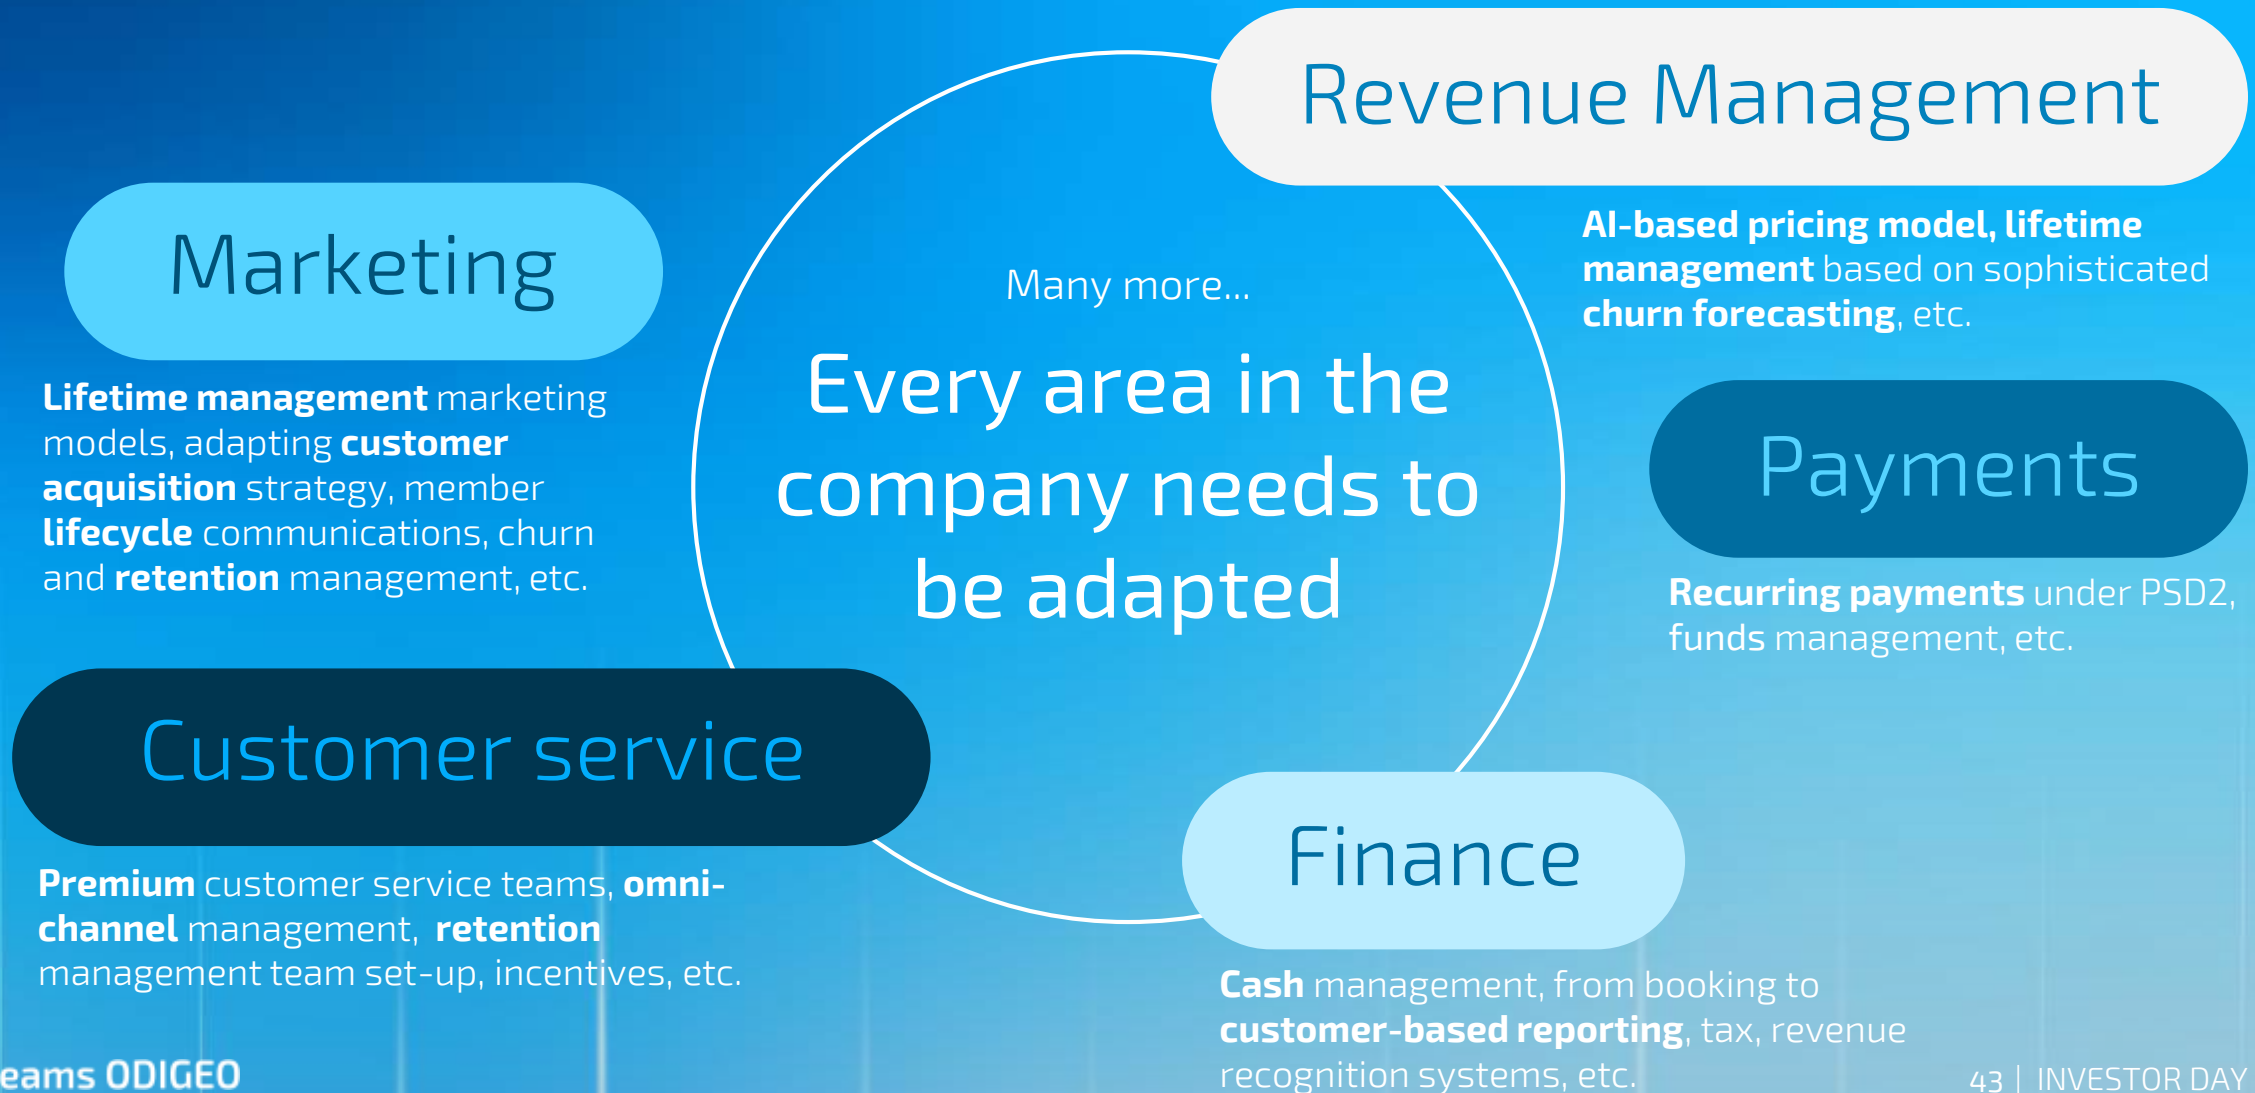 Revenue Management
AI-based pricing model, lifetime
management based on sophisticated
churn forecasting, etc.
Marketing
Lifetime management marketing
models, adapting customer
acquisition strategy, member
lifecycle communications, churn
and retention management, etc.
Many more...
Every area in the
company needs to
be adapted
Payments
Recurring payments under PSD2,
funds management, etc.
Customer service
Premium customer service teams, omni-
channel management, retention
management team set-up, incentives, etc.
Finance
Cash management, from booking to
customer-based reporting, tax, revenue
recognition systems, etc.
eams ODIGEO
43 | INVESTOR DAY